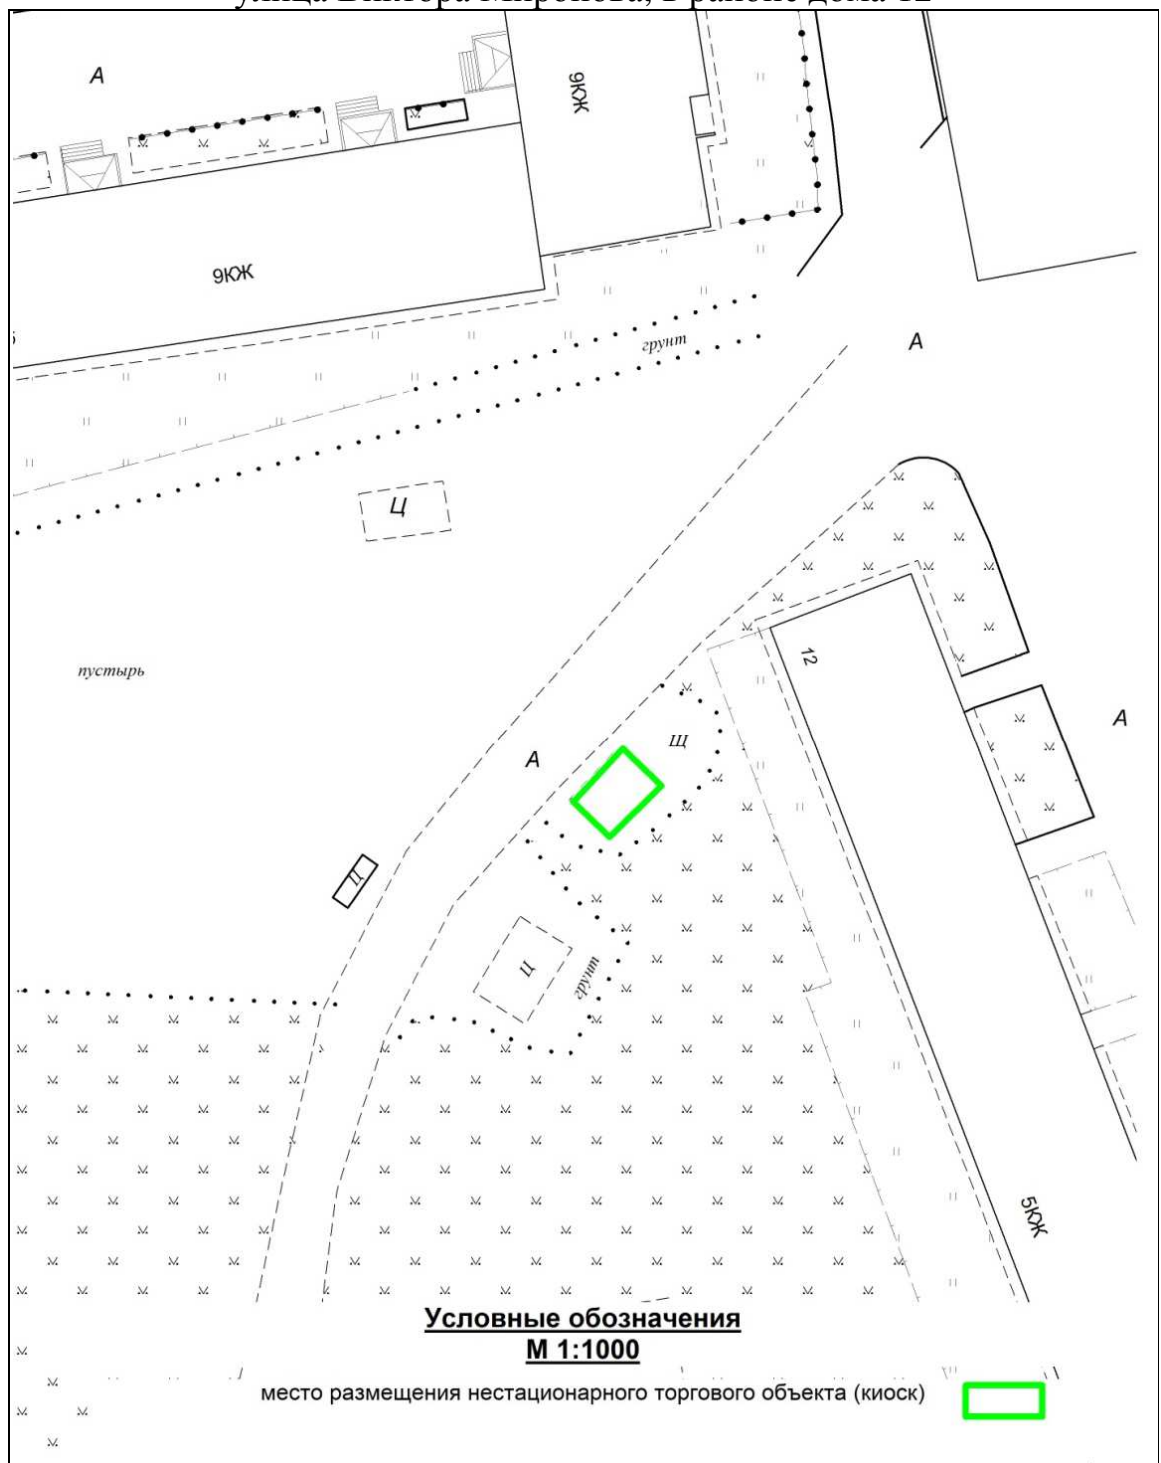 улица Виктора Миронова, в районе дома 12
А
9КЖ
9КЖ
грунт
А
Ц
12
пустырь
А
Щ
А
Ц
Ц
грунт
5КЖ
Условные обозначения
М 1:1000
место размещения нестационарного торгового объекта (киоск)